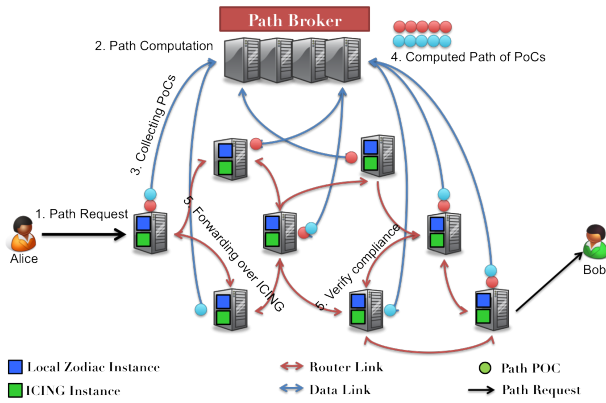 Path Broker
2. Path Computation
4. Computed Path of PoCs
3. Collecting PoCs
1. Path Request
Alice
5. Forwarding over ICING
5. Verify compliance
Bob
Local Zodiac Instance
Router Link
Path POC
ICING Instance
Data Link
Path Request